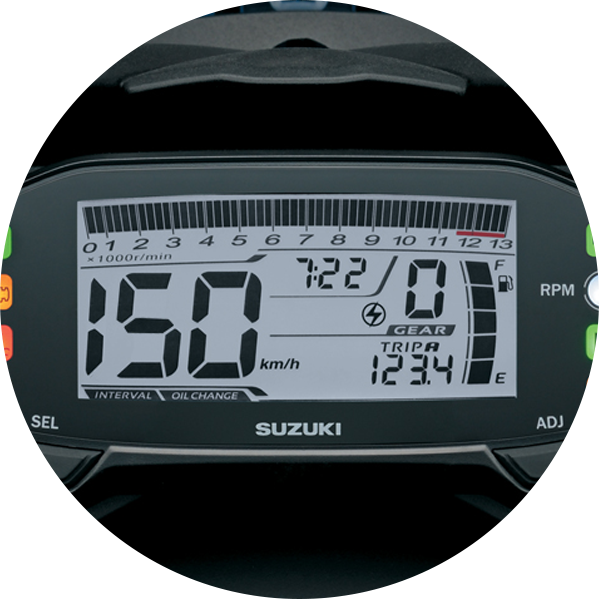 0 1 2 3 4 5 6 7 8 9 10 11 12 13
×1000r/min
7:22
150 km/h
0
GEAR
F
RPM
TRIP A
123.4
E
INTERVAL OIL CHANGE
SEL
SUZUKI
ADJ